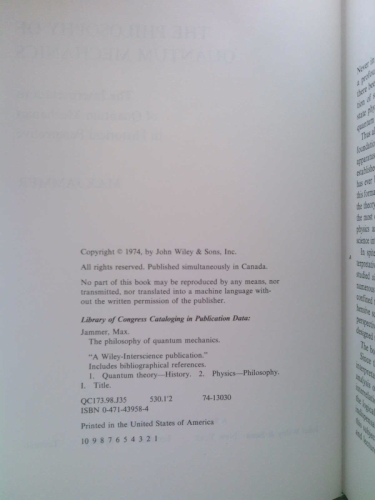 Copyright © 1974, by John Wiley & Sons, Inc.
All rights reserved. Published simultaneously in Canada.
No part of this book may be reproduced by any means, nor
transmitted, nor translated into a machine language with-
out the written permission of the publisher.
Library of Congress Cataloging in Publication Data:
Jammer, Max.
The philosophy of quantum mechanics.
"A Wiley-Interscience publication."
Includes bibliographical references.
1. Quantum theory—History. 2. Physics—Philosophy.
I. Title.
QC173.98.J35 530.1'2 74-13030
ISBN 0-471-43958-4
Printed in the United States of America
10 9 8 7 6 5 4 3 2 1